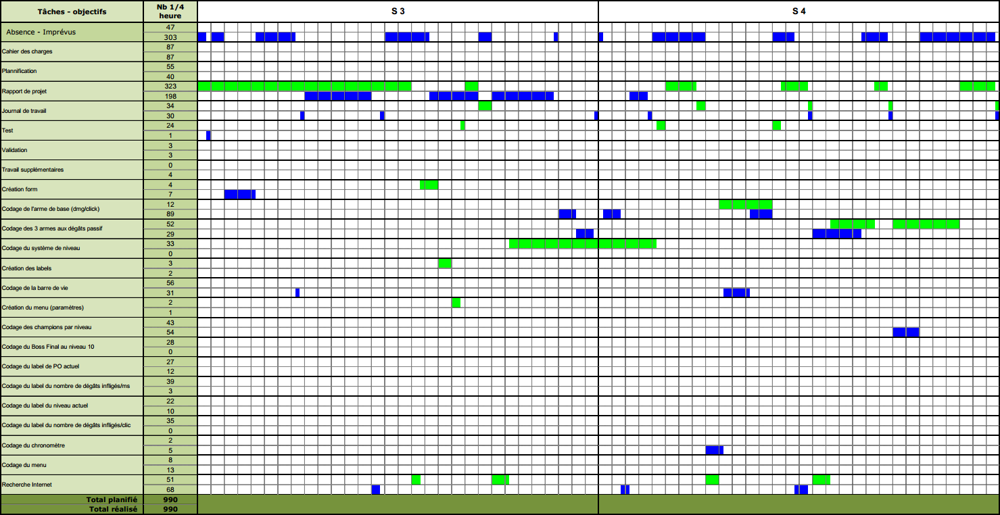 Tâches - objectifs
Nb 1/4
heure
S 3
S 4
Absence - Imprévus
47
303
Cahier des charges
87
87
Plannification
55
40
Rapport de projet
323
198
Journal de travail
34
30
Test
24
1
Validation
3
3
Travail supplémentaires
0
4
Création form
4
7
Codage de l'arme de base (dmg/click)
12
89
Codage des 3 armes aux dégâts passif
52
29
Codage du système de niveau
33
0
Création des labels
3
2
Codage de la barre de vie
56
31
Création du menu (paramètres)
2
1
Codage des champions par niveau
43
54
Codage du Boss Final au niveau 10
28
0
Codage du label de PO actuel
27
12
Codage du label du nombre de dégâts infligés/ms
39
3
Codage du label du niveau actuel
22
10
Codage du label du nombre de dégâts infligés/clic
35
0
Codage du chronomètre
2
5
Codage du menu
8
13
Recherche Internet
51
68
Total planifié 990
Total réalisé 990